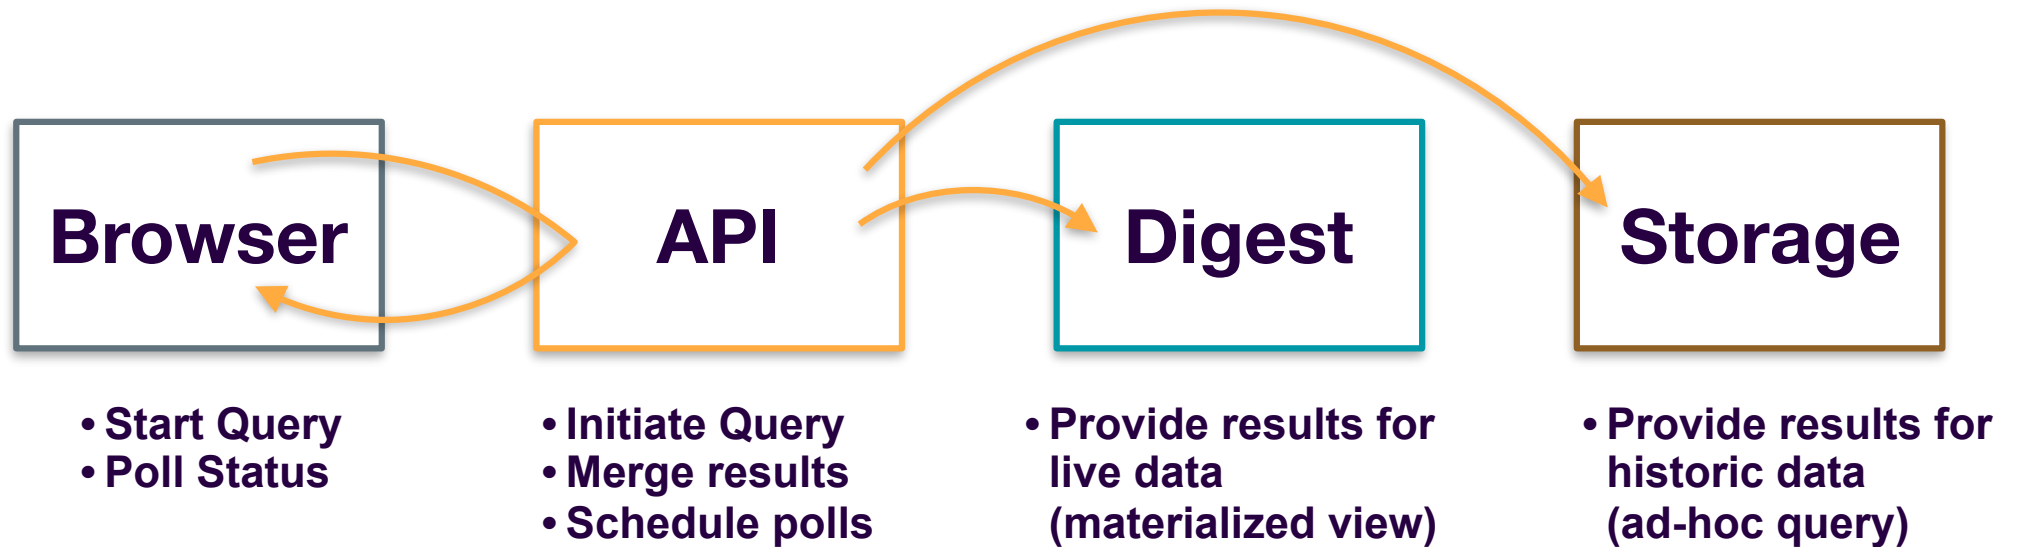 Browser
API
Digest
Storage
• Start Query
• Poll Status
• Initiate Query
• Merge results
• Schedule polls
• Provide results for
live data
(materialized view)
• Provide results for
historic data
(ad-hoc query)